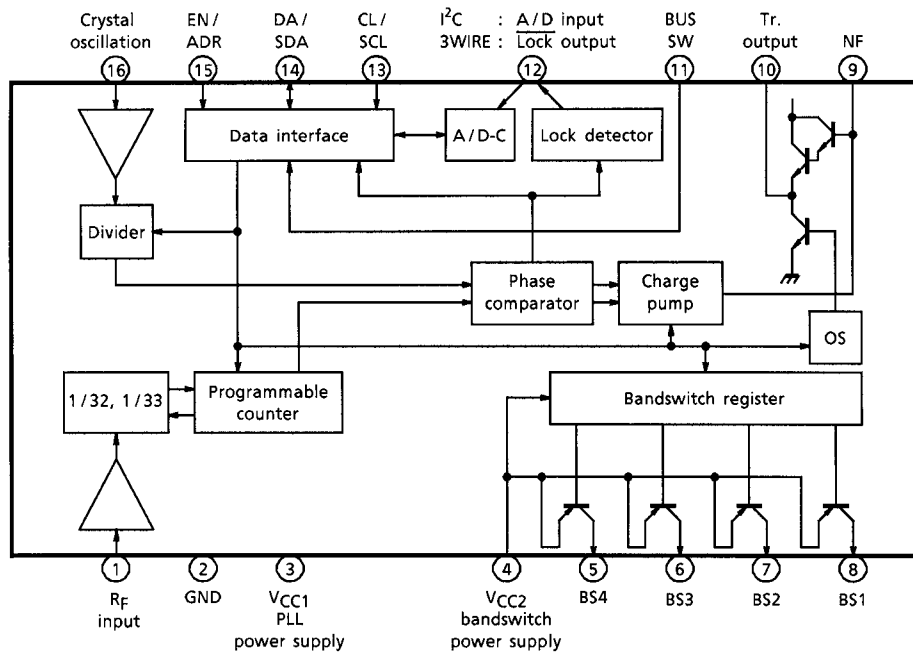 Crystal
oscillation
EN /
ADR
DA /
SDA
CL /
SCL
I²C : A / D input
3WIRE : Lock output
BUS
SW
Tr.
output
NF
16
15
14
13
12
11
10
9
Data interface
A / D-C
Lock detector
Divider
Phase
comparator
Charge
pump
OS
1 / 32, 1 / 33
Programmable
counter
Bandswitch register
1
2
3
4
5
6
7
8
RF
input
GND
VCC1
PLL
power supply
VCC2
bandswitch
power supply
BS4
BS3
BS2
BS1